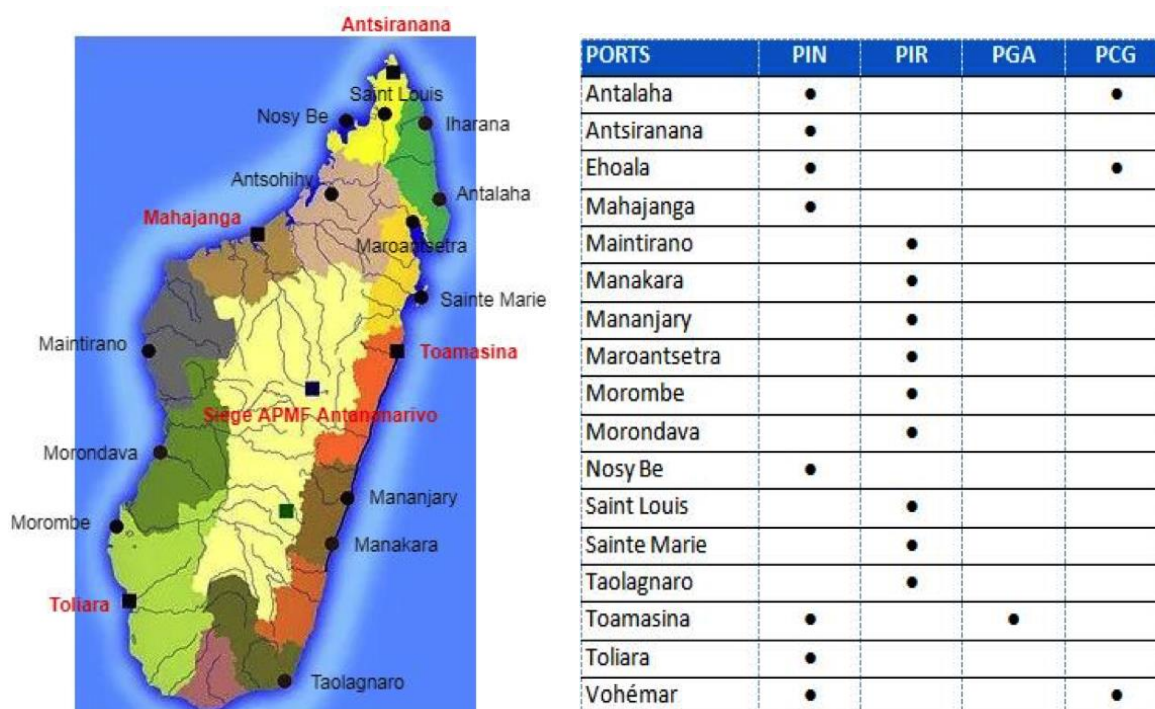 Antsiranana
Saint Louis
Nosy Be
Iharana
Antsohihy
Antalaha
Mahajanga
Maroantsetra
Sainte Marie
Maintirano
Toamasina
Siège APMF Antananarivo
Morondava
Mananjary
Morombe
Manakara
Toliara
Taolagnaro
PORTS PIN PIR PGA PCG
Antalaha ● ●
Antsiranana ●
Ehoala ● ●
Mahajanga ●
Maintirano ●
Manakara ●
Mananjary ●
Maroantsetra ●
Morombe ●
Morondava ●
Nosy Be ●
Saint Louis ●
Sainte Marie ●
Taolagnaro ●
Toamasina ● ●
Toliara ●
Vohémar ● ●